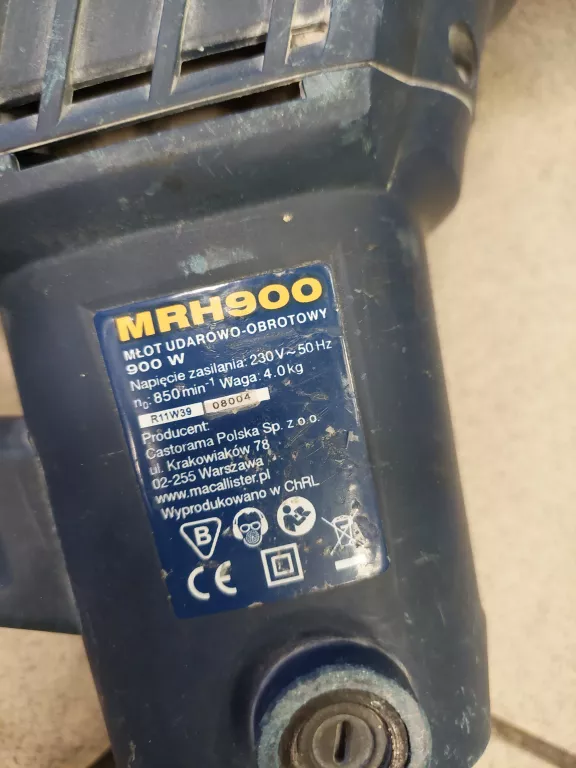 MRH900
MŁOT UDAROWO-OBROTOWY
900 W
Napięcie zasilania: 230 V ~ 50 Hz
n₀: 850 min⁻¹ Waga: 4.0 kg
R11W39 08004
Producent:
Castorama Polska Sp. z o.o.
ul. Krakowiaków 78
02-255 Warszawa
www.macallister.pl
Wyprodukowano w ChRL
B
CE